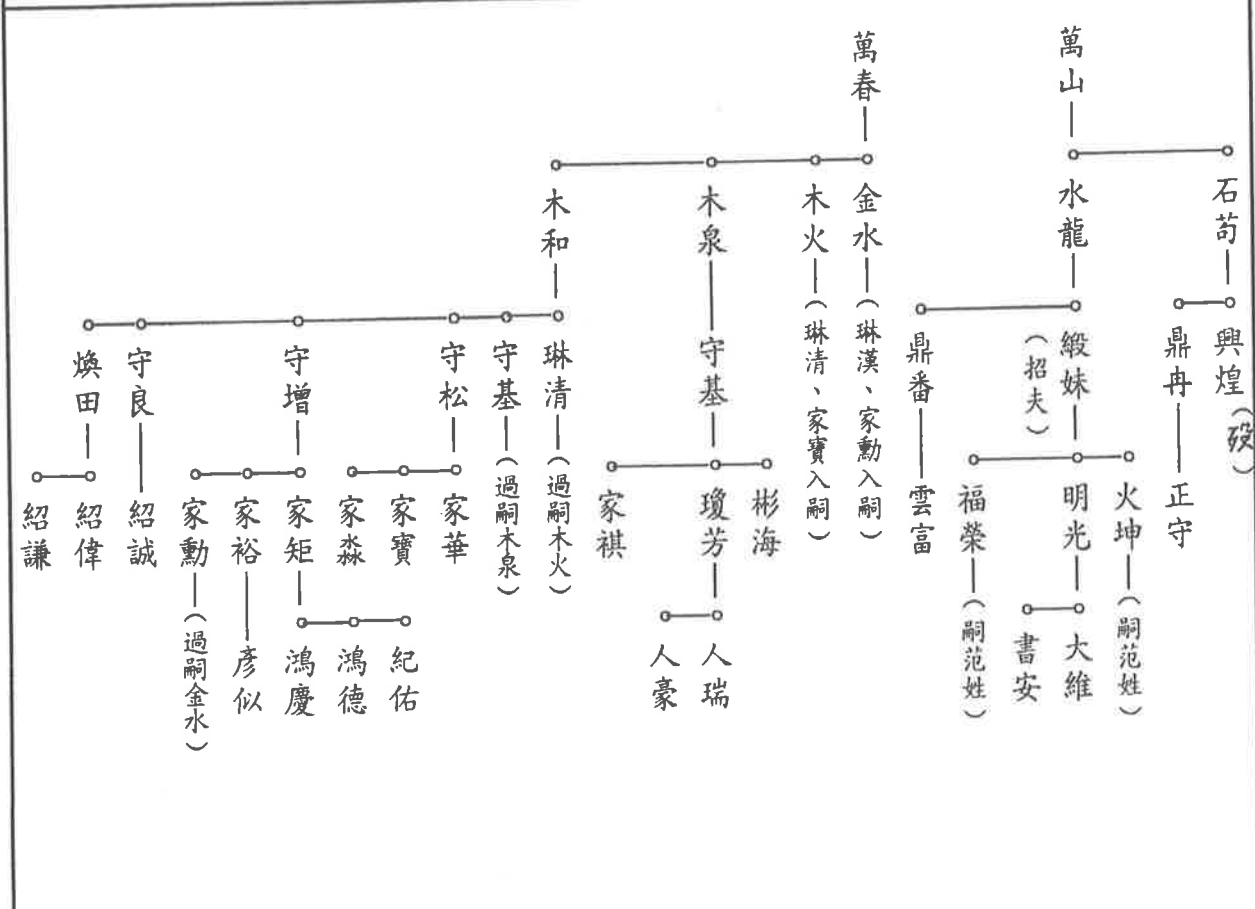 萬山
萬春
石苟
水龍
金水(琳漢、家勳入嗣)
木火(琳清、家寶入嗣)
木泉
木和
興煌(歿)
鼎冉
緞妹(招夫)
鼎番
守基
琳清(過嗣木火)
守基(過嗣木泉)
守松
守增
守良
煥田
正守
火坤(嗣范姓)
明光
福榮(嗣范姓)
雲富
彬海
瓊芳
家祺
家華
家寶
家淼
家矩
家裕
家勳(過嗣金水)
紹誠
紹偉
紹謙
大維
書安
人瑞
人豪
紀佑
鴻德
鴻慶
彥似